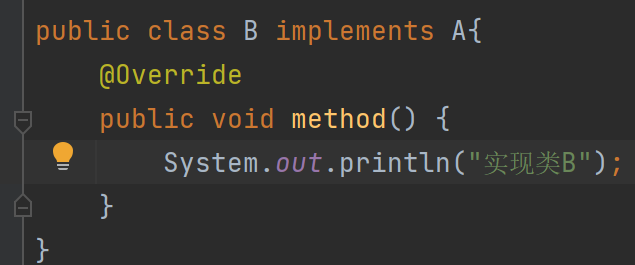 public class B implements A{
    @Override
    public void method() {
        System.out.println("实现类B");
    }
}